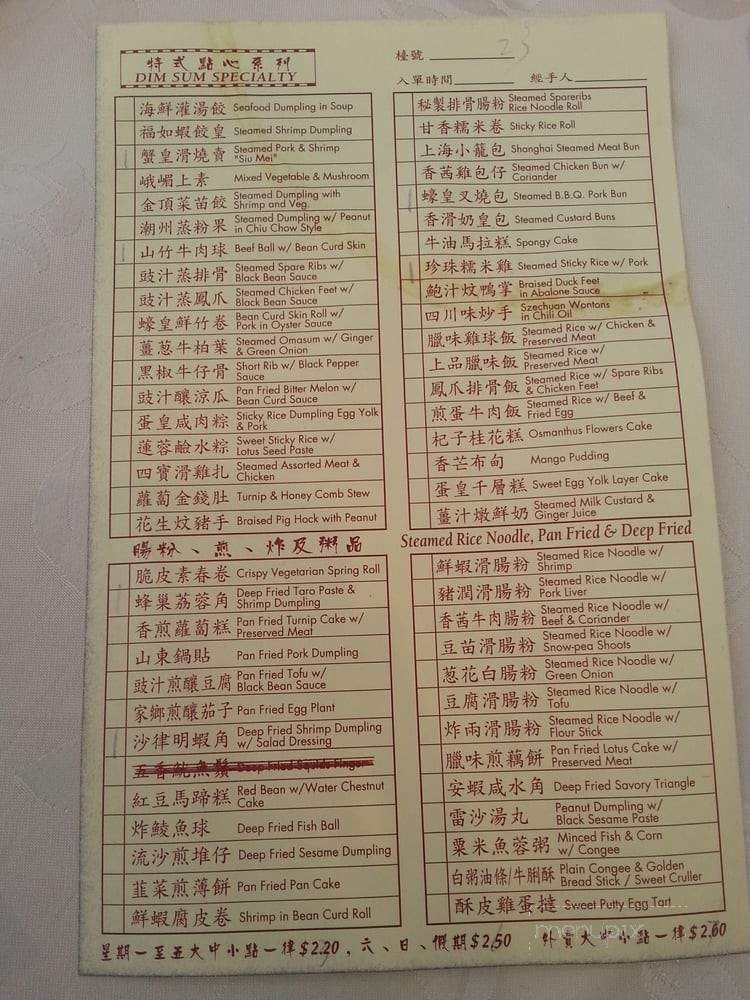 特式點心系列
DIM SUM SPECIALTY
檯號 23
入單時間 經手人
海鮮灌湯餃 Seafood Dumpling in Soup
福如蝦餃皇 Steamed Shrimp Dumpling
蟹皇滑燒賣 Steamed Pork & Shrimp
"Siu Mei"
峨嵋上素 Mixed Vegetable & Mushroom
金頂菜苗餃 Steamed Dumpling with
Shrimp and Veg.
潮州蒸粉果 Steamed Dumpling w/ Peanut
in Chiu Chow Style
山竹牛肉球 Beef Ball w/ Bean Curd Skin
豉汁蒸排骨 Steamed Spare Ribs w/
Black Bean Sauce
豉汁蒸鳳爪 Steamed Chicken Feet w/
Black Bean Sauce
蠔皇鮮竹卷 Bean Curd Skin Roll w/
Pork in Oyster Sauce
薑葱牛柏葉 Steamed Omasum w/ Ginger
& Green Onion
黑椒牛仔骨 Short Rib w/ Black Pepper
Sauce
豉汁釀涼瓜 Pan Fried Bitter Melon w/
Bean Curd Sauce
蛋皇咸肉粽 Sticky Rice Dumpling Egg Yolk
& Pork
蓮蓉鹼水粽 Sweet Sticky Rice w/
Lotus Seed Paste
四寶滑雞扎 Steamed Assorted Meat &
Chicken
蘿蔔金錢肚 Turnip & Honey Comb Stew
花生炆豬手 Braised Pig Hock with Peanut
秘製排骨腸粉 Steamed Spareribs
Rice Noodle Roll
甘香糯米卷 Sticky Rice Roll
上海小籠包 Shanghai Steamed Meat Bun
香茜雞包仔 Steamed Chicken Bun w/
Coriander
蠔皇叉燒包 Steamed B.B.Q. Pork Bun
香滑奶皇包 Steamed Custard Buns
牛油馬拉糕 Spongy Cake
珍珠糯米雞 Steamed Sticky Rice w/ Pork
鮑汁炆鴨掌 Braised Duck Feet
in Abalone Sauce
四川味炒手 Szechuan Wontons
in Chili Oil
臘味雞球飯 Steamed Rice w/ Chicken &
Preserved Meat
上品臘味飯 Steamed Rice w/
Preserved Meat
鳳爪排骨飯 Steamed Rice w/ Spare Ribs
& Chicken Feet
煎蛋牛肉飯 Steamed Rice w/ Beef &
Fried Egg
杞子桂花糕 Osmanthus Flowers Cake
香芒布甸 Mango Pudding
蛋皇千層糕 Sweet Egg Yolk Layer Cake
薑汁燉鮮奶 Steamed Milk Custard &
Ginger Juice
腸粉、煎、炸及粥品
Steamed Rice Noodle, Pan Fried & Deep Fried
脆皮素春卷 Crispy Vegetarian Spring Roll
蜂巢荔蓉角 Deep Fried Taro Paste &
Shrimp Dumpling
香煎蘿蔔糕 Pan Fried Turnip Cake w/
Preserved Meat
山東鍋貼 Pan Fried Pork Dumpling
豉汁煎釀豆腐 Pan Fried Tofu w/
Black Bean Sauce
家鄉煎釀茄子 Pan Fried Egg Plant
沙律明蝦角 Deep Fried Shrimp Dumpling
w/ Salad Dressing
五香魷魚鬚 Deep Fried Squids Finger
紅豆馬蹄糕 Red Bean w/Water Chestnut
Cake
炸鯪魚球 Deep Fried Fish Ball
流沙煎堆仔 Deep Fried Sesame Dumpling
韮菜煎薄餅 Pan Fried Pan Cake
鮮蝦腐皮卷 Shrimp in Bean Curd Roll
鮮蝦滑腸粉 Steamed Rice Noodle w/
Shrimp
豬潤滑腸粉 Steamed Rice Noodle w/
Pork Liver
香茜牛肉腸粉 Steamed Rice Noodle w/
Beef & Coriander
豆苗滑腸粉 Steamed Rice Noodle w/
Snow-pea Shoots
葱花白腸粉 Steamed Rice Noodle w/
Green Onion
豆腐滑腸粉 Steamed Rice Noodle w/
Tofu
炸兩滑腸粉 Steamed Rice Noodle w/
Flour Stick
臘味煎藕餅 Pan Fried Lotus Cake w/
Preserved Meat
安蝦咸水角 Deep Fried Savory Triangle
雷沙湯丸 Peanut Dumpling w/
Black Sesame Paste
粟米魚蓉粥 Minced Fish & Corn
w/ Congee
白粥油條/牛脷酥 Plain Congee & Golden
Bread Stick / Sweet Cruller
酥皮雞蛋撻 Sweet Putty Egg Tart
星期一至五大中小點一律$2.20，六、日、假期$2.50 外賣大中小點一律$2.60
menupix